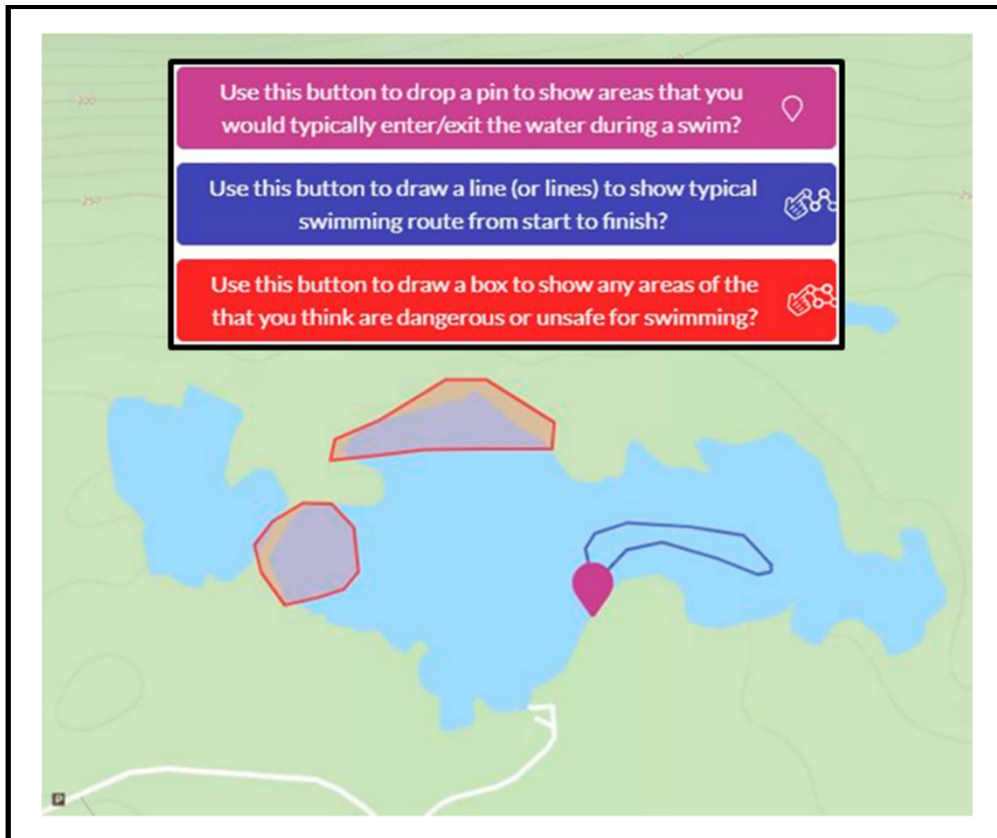 Use this button to drop a pin to show areas that you
would typically enter/exit the water during a swim?
Use this button to draw a line (or lines) to show typical
swimming route from start to finish?
Use this button to draw a box to show any areas of the
that you think are dangerous or unsafe for swimming?
200
250
P